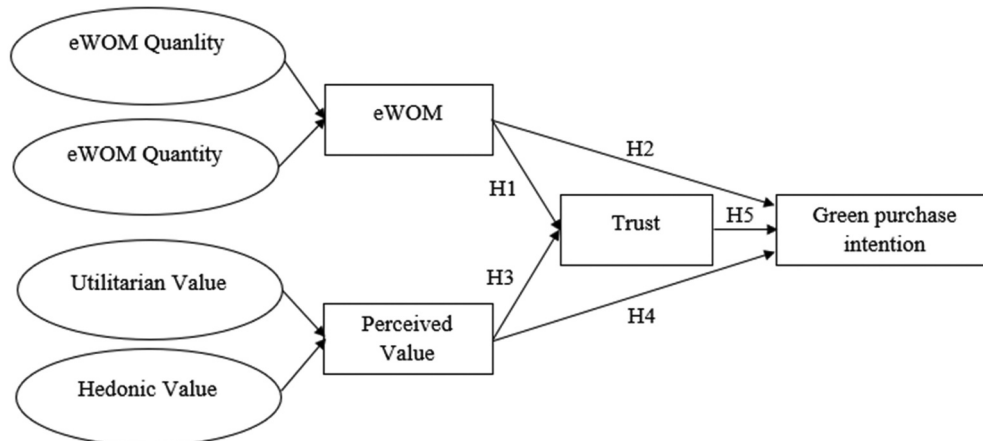 eWOM Quanlity
eWOM
eWOM Quantity
H2
H1
Trust
H5
Green purchase
intention
Utilitarian Value
H3
Perceived
Value
H4
Hedonic Value